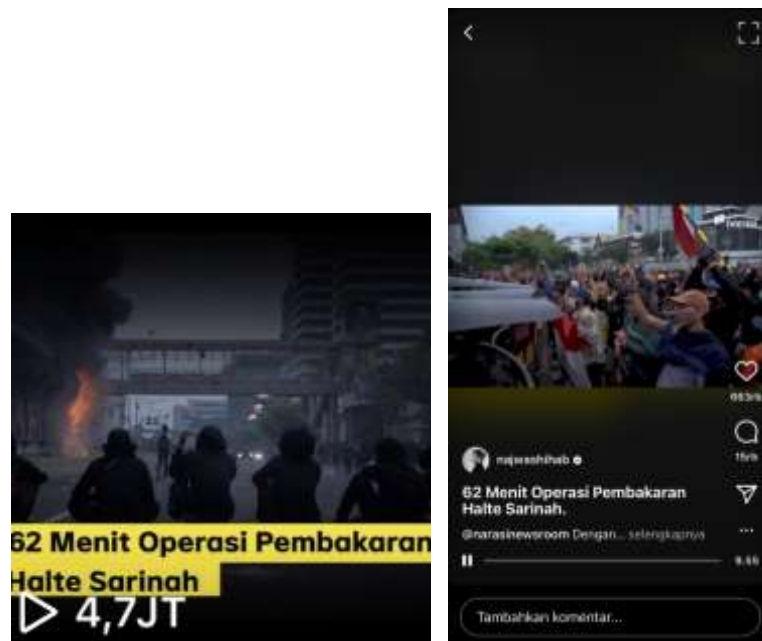 62 Menit Operasi Pembakaran
Halte Sarinah
4,7JT
najwashihab
62 Menit Operasi Pembakaran
Halte Sarinah.
@narasinewsroom Dengan... selengkapnya
Tambahkan komentar...